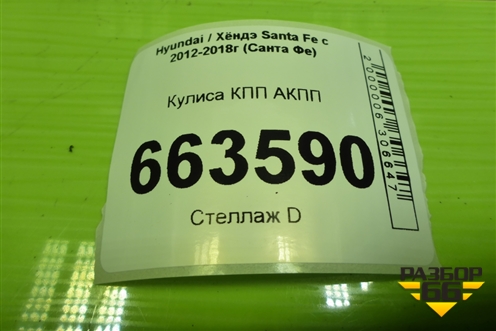 Hyundai / Хёндэ Santa Fe с
2012-2018г (Санта Фе)
Кулиса КПП АКПП
663590
Стеллаж D
2000006306647
РАЗБОР
66